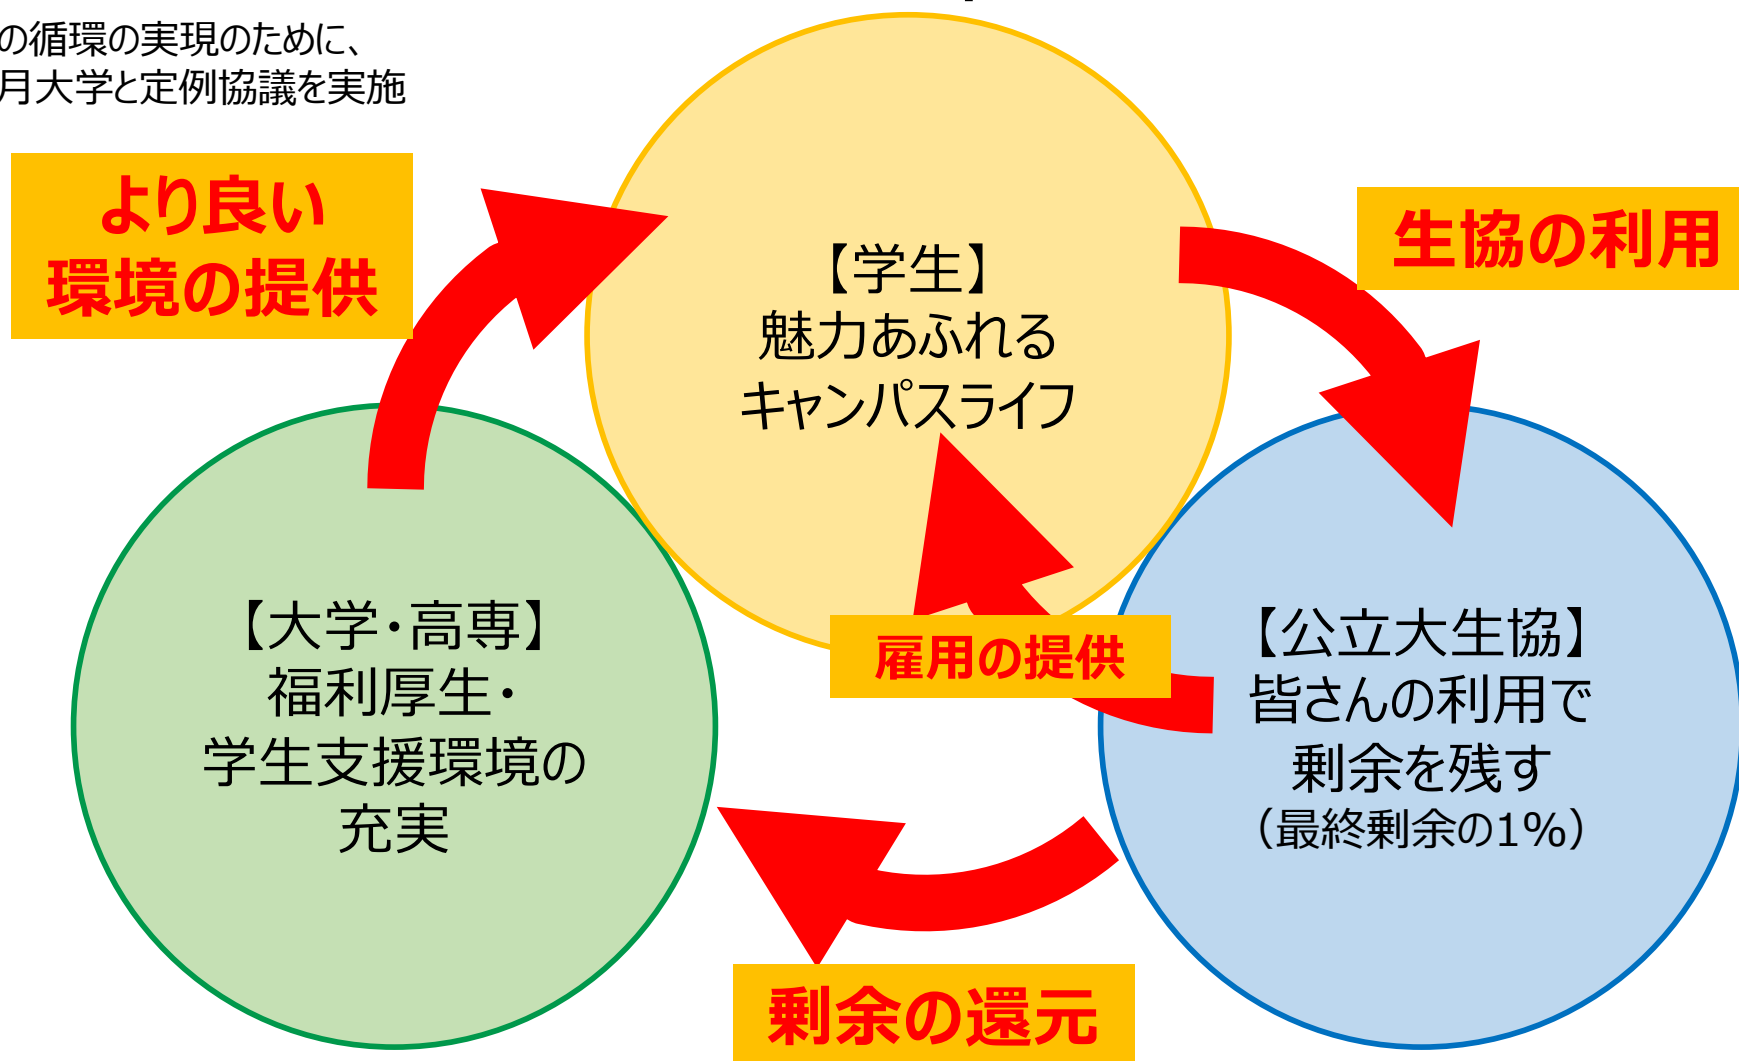 の循環の実現のために、
月大学と定例協議を実施
より良い
環境の提供
【学生】
魅力あふれる
キャンパスライフ
生協の利用
雇用の提供
【大学・高専】
福利厚生・
学生支援環境の
充実
【公立大生協】
皆さんの利用で
剰余を残す
（最終剰余の1%）
剰余の還元